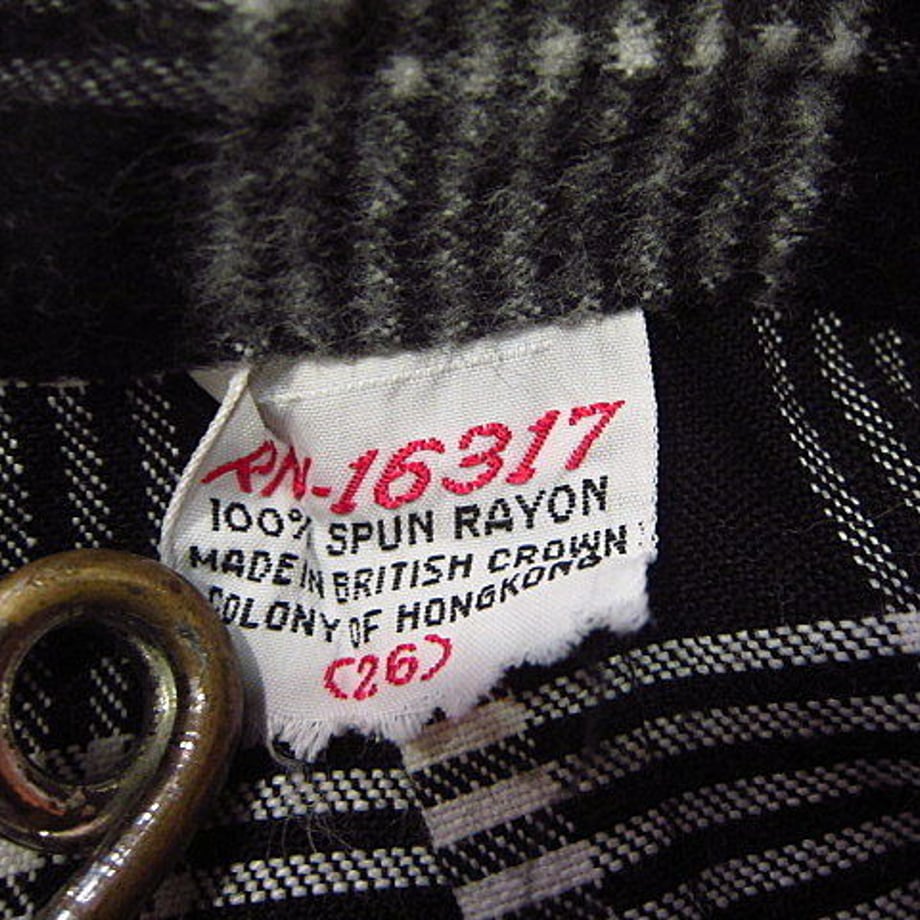 RN-16317
100% SPUN RAYON
MADE IN BRITISH CROWN
COLONY OF HONGKONG
(26)